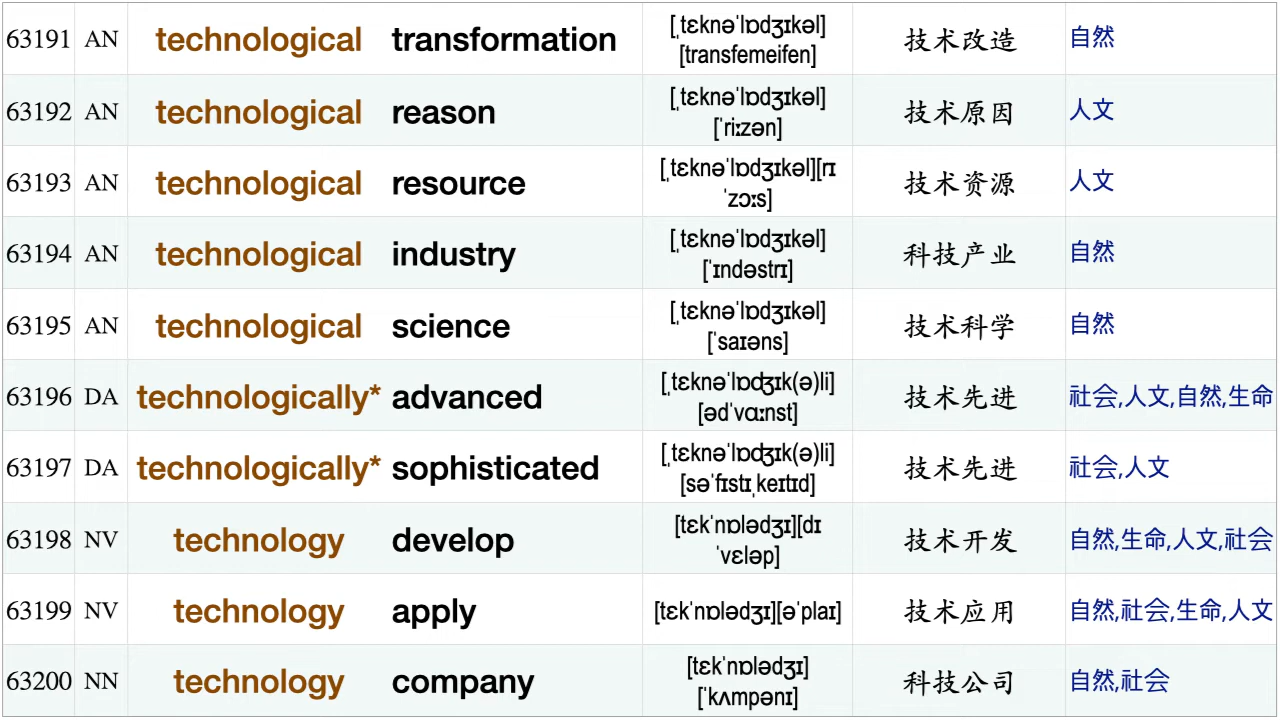 63191 AN technological transformation [ˌtɛknəˈlɒdʒɪkəl] [transfemeifen] 技术改造 自然
63192 AN technological reason [ˌtɛknəˈlɒdʒɪkəl] [ˈriːzən] 技术原因 人文
63193 AN technological resource [ˌtɛknəˈlɒdʒɪkəl][rɪˈzɔːs] 技术资源 人文
63194 AN technological industry [ˌtɛknəˈlɒdʒɪkəl] [ˈɪndəstrɪ] 科技产业 自然
63195 AN technological science [ˌtɛknəˈlɒdʒɪkəl] [ˈsaɪəns] 技术科学 自然
63196 DA technologically* advanced [ˌtɛknəˈlɒʤɪk(ə)li] [ədˈvɑːnst] 技术先进 社会,人文,自然,生命
63197 DA technologically* sophisticated [ˌtɛknəˈlɒʤɪk(ə)li] [səˈfɪstɪˌkeɪtɪd] 技术先进 社会,人文
63198 NV technology develop [tɛkˈnɒlədʒɪ][dɪˈvɛləp] 技术开发 自然,生命,人文,社会
63199 NV technology apply [tɛkˈnɒlədʒɪ][əˈplaɪ] 技术应用 自然,社会,生命,人文
63200 NN technology company [tɛkˈnɒlədʒɪ] [ˈkʌmpənɪ] 科技公司 自然,社会